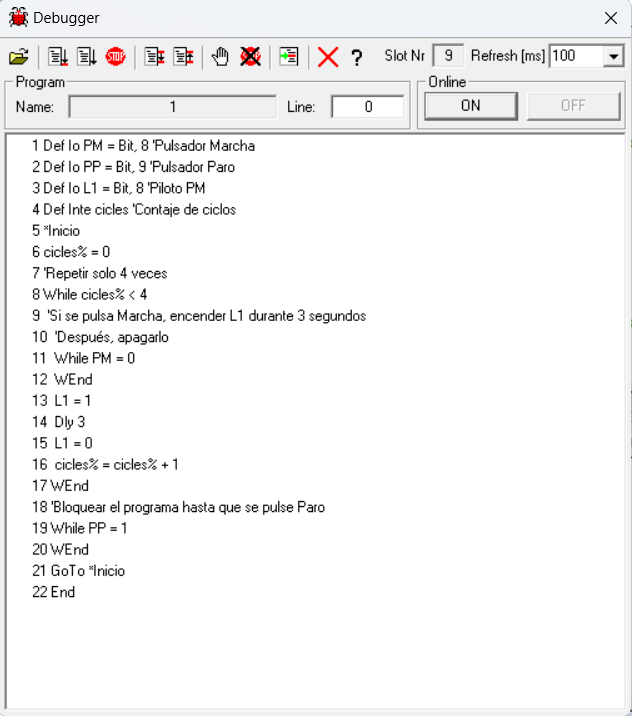 Debugger
STOP
Slot Nr 9 Refresh [ms] 100
Program
Name: 1 Line: 0
Online
ON OFF
1 Def Io PM = Bit, 8 'Pulsador Marcha
2 Def Io PP = Bit, 9 'Pulsador Paro
3 Def Io L1 = Bit, 8 'Piloto PM
4 Def Inte cicles 'Contaje de ciclos
5 *Inicio
6 cicles% = 0
7 'Repetir solo 4 veces
8 While cicles% < 4
9 'Si se pulsa Marcha, encender L1 durante 3 segundos
10 'Después, apagarlo
11 While PM = 0
12 WEnd
13 L1 = 1
14 Dly 3
15 L1 = 0
16 cicles% = cicles% + 1
17 WEnd
18 'Bloquear el programa hasta que se pulse Paro
19 While PP = 1
20 WEnd
21 GoTo *Inicio
22 End